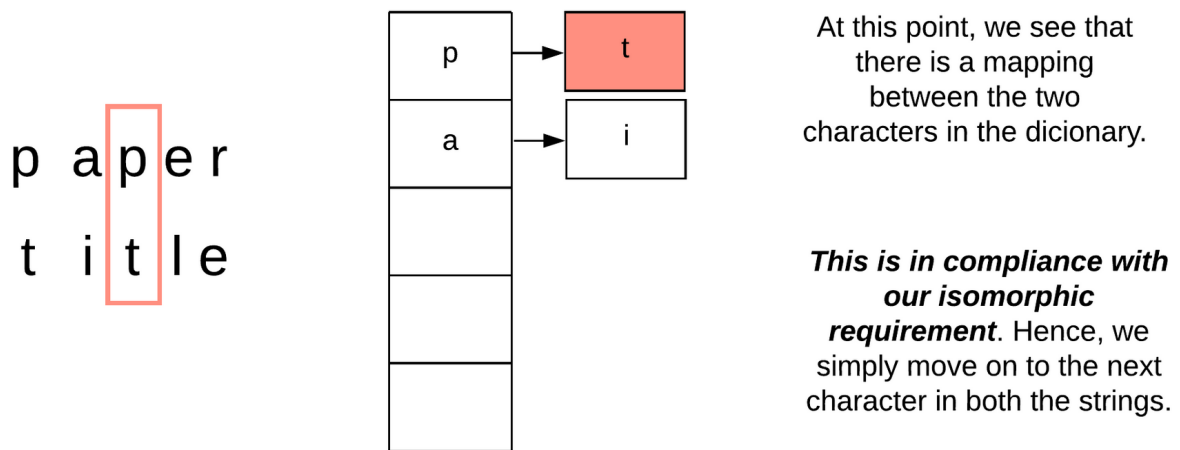 p a p e r
t i t l e
p
t
a
i
At this point, we see that
there is a mapping
between the two
characters in the dicionary.
This is in compliance with
our isomorphic
requirement. Hence, we
simply move on to the next
character in both the strings.